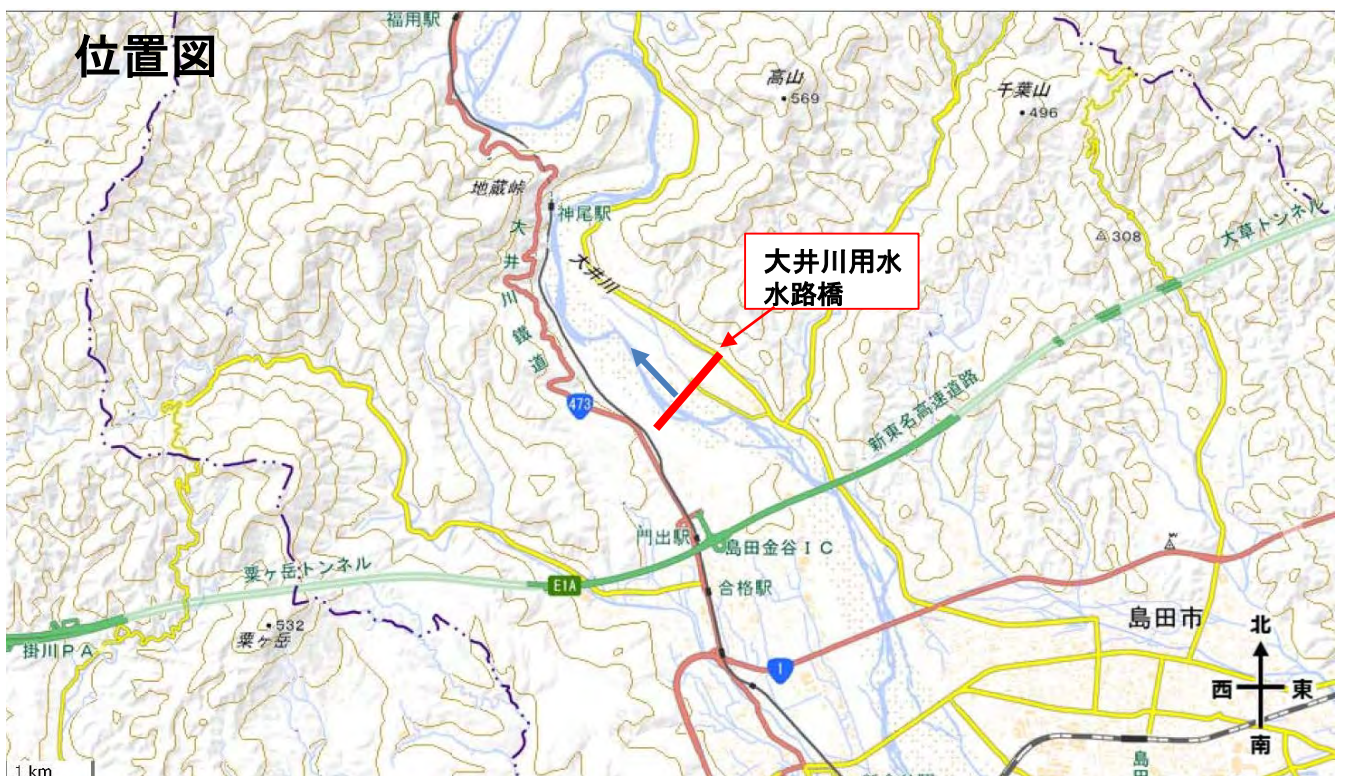 福用駅
位置図
高山
・569
千葉山
・496
地蔵峠
神尾駅
大井川鐵道
大井川
大井川用水
水路橋
308
大草トンネル
473
新東名高速道路
門出駅
島田金谷IC
粟ヶ岳トンネル
E1A
合格駅
・532
粟ヶ岳
掛川PA
島田市
1
北
西
東
南
島
1 km